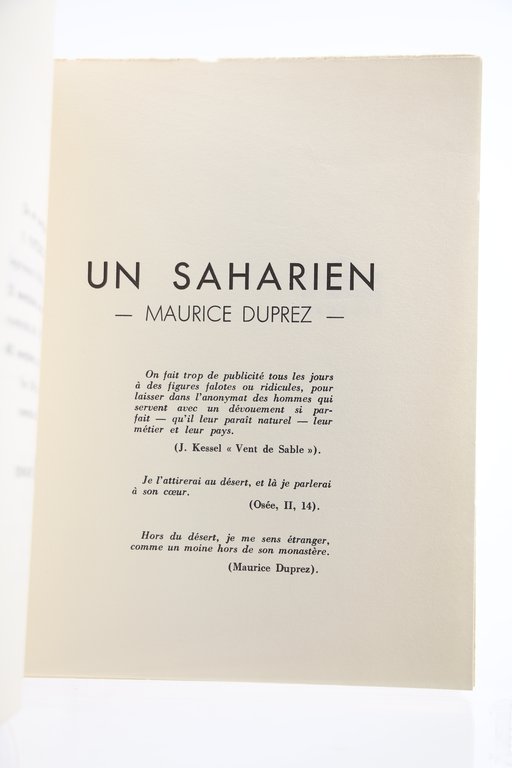 UN SAHARIEN
— MAURICE DUPREZ —
On fait trop de publicité tous les jours
à des figures falotes ou ridicules, pour
laisser dans l'anonymat des hommes qui
servent avec un dévouement si par-
fait — qu'il leur paraît naturel — leur
métier et leur pays.
(J. Kessel « Vent de Sable »).
Je l'attirerai au désert, et là je parlerai
à son cœur.
(Osée, II, 14).
Hors du désert, je me sens étranger,
comme un moine hors de son monastère.
(Maurice Duprez).